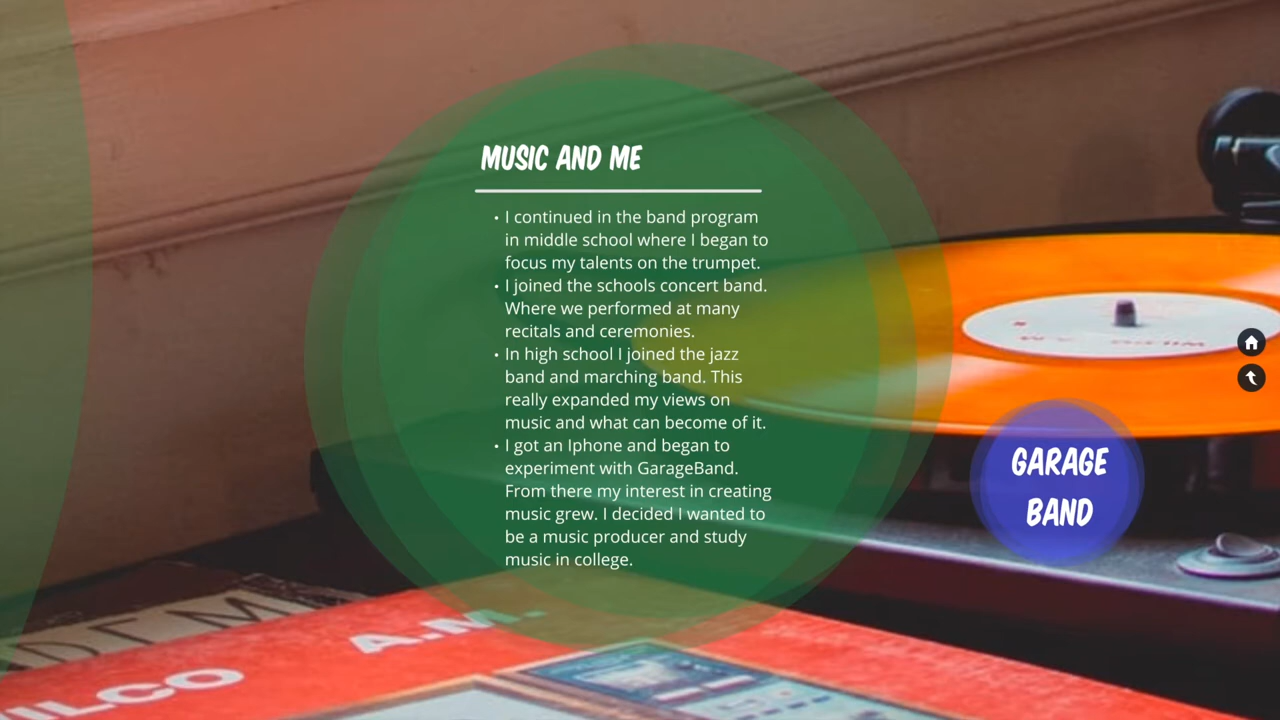 MUSIC AND ME
• I continued in the band program
in middle school where I began to
focus my talents on the trumpet.
• I joined the schools concert band.
Where we performed at many
recitals and ceremonies.
• In high school I joined the jazz
band and marching band. This
really expanded my views on
music and what can become of it.
• I got an Iphone and began to
experiment with GarageBand.
From there my interest in creating
music grew. I decided I wanted to
be a music producer and study
music in college.
GARAGE
BAND
A.M.
ILCO